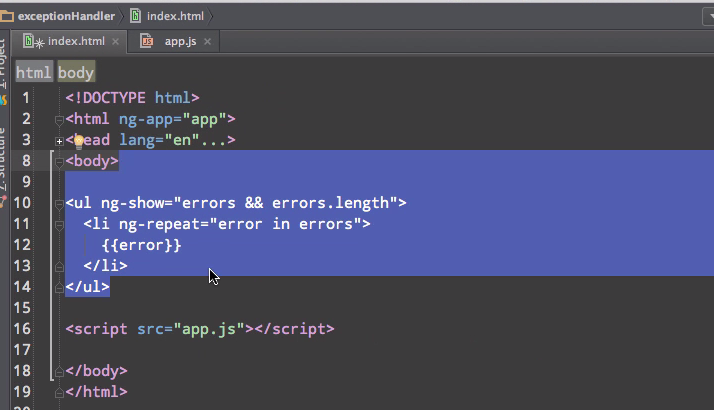 exceptionHandler index.html
index.html app.js
1: Project
html body
1 <!DOCTYPE html>
2 <html ng-app="app">
3 <head lang="en"...>
8 <body>
9
10 <ul ng-show="errors && errors.length">
11 <li ng-repeat="error in errors">
12 {{error}}
13 </li>
14 </ul>
15
16 <script src="app.js"></script>
17
18 </body>
19 </html>
7: Structure